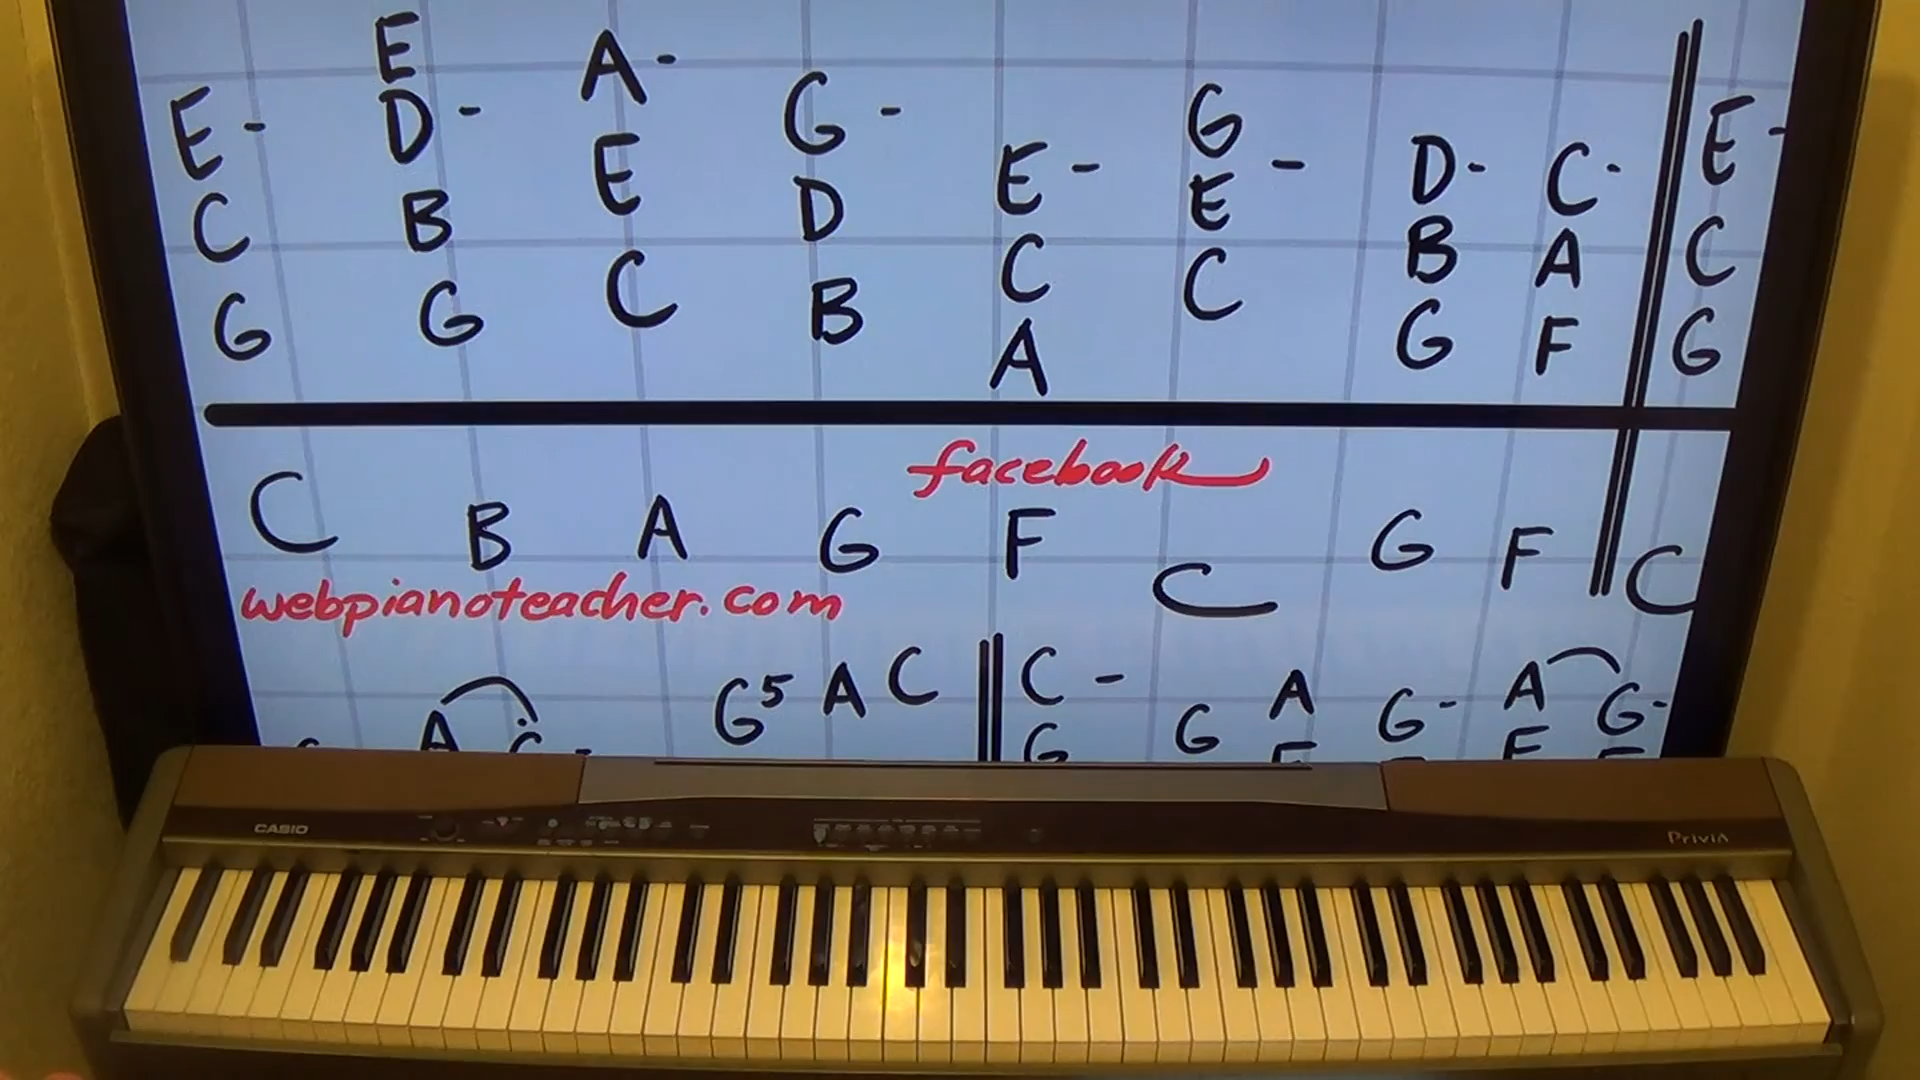 E
A-
E- D- G- G E-
E - D- C-
C B E D E
C B A C
G G C B C G F G
A
facebook
C B A G F C G F C
webpianoteacher.com
A G5 A C C - G A G- A G-
G
CASIO Privia